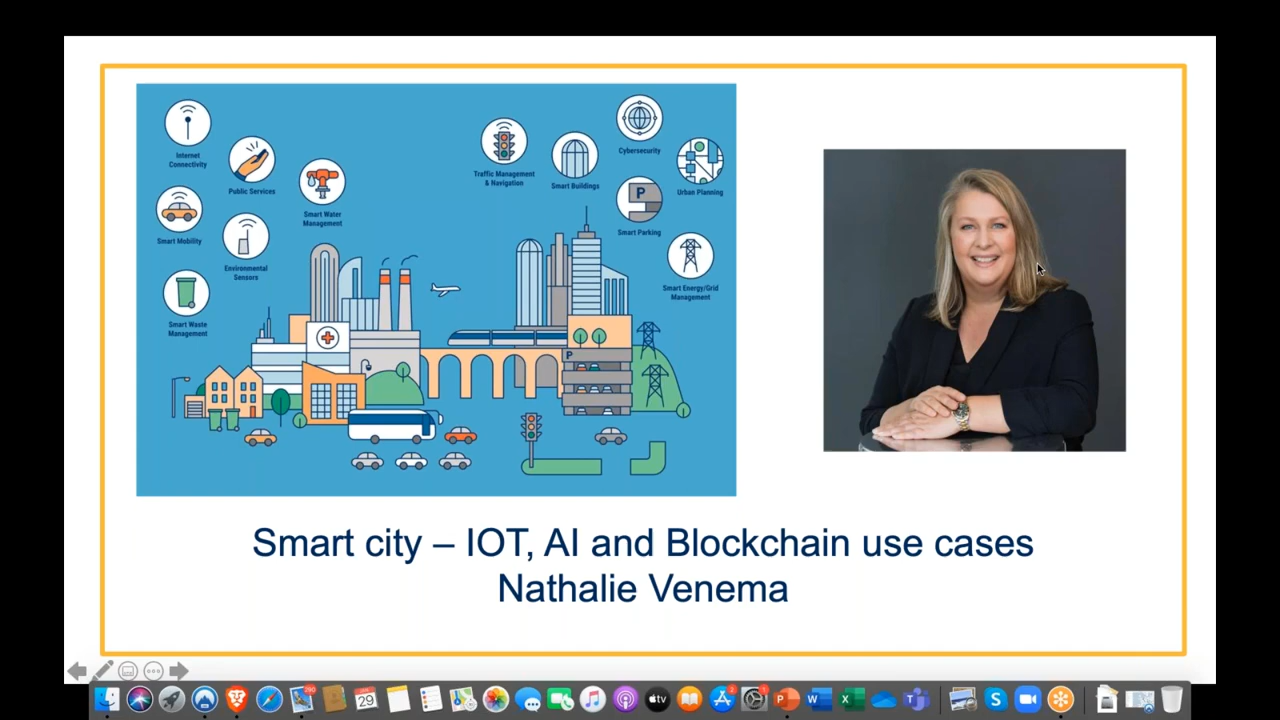 Internet
Connectivity
Public Services
Smart Water
Management
Smart Mobility
Environmental
Sensors
Smart Waste
Management
Traffic Management
& Navigation
Smart Buildings
Cybersecurity
Urban Planning
P
Smart Parking
Smart Energy/Grid
Management
P
Smart city – IOT, AI and Blockchain use cases
Nathalie Venema
29
tv
P
W
X
S